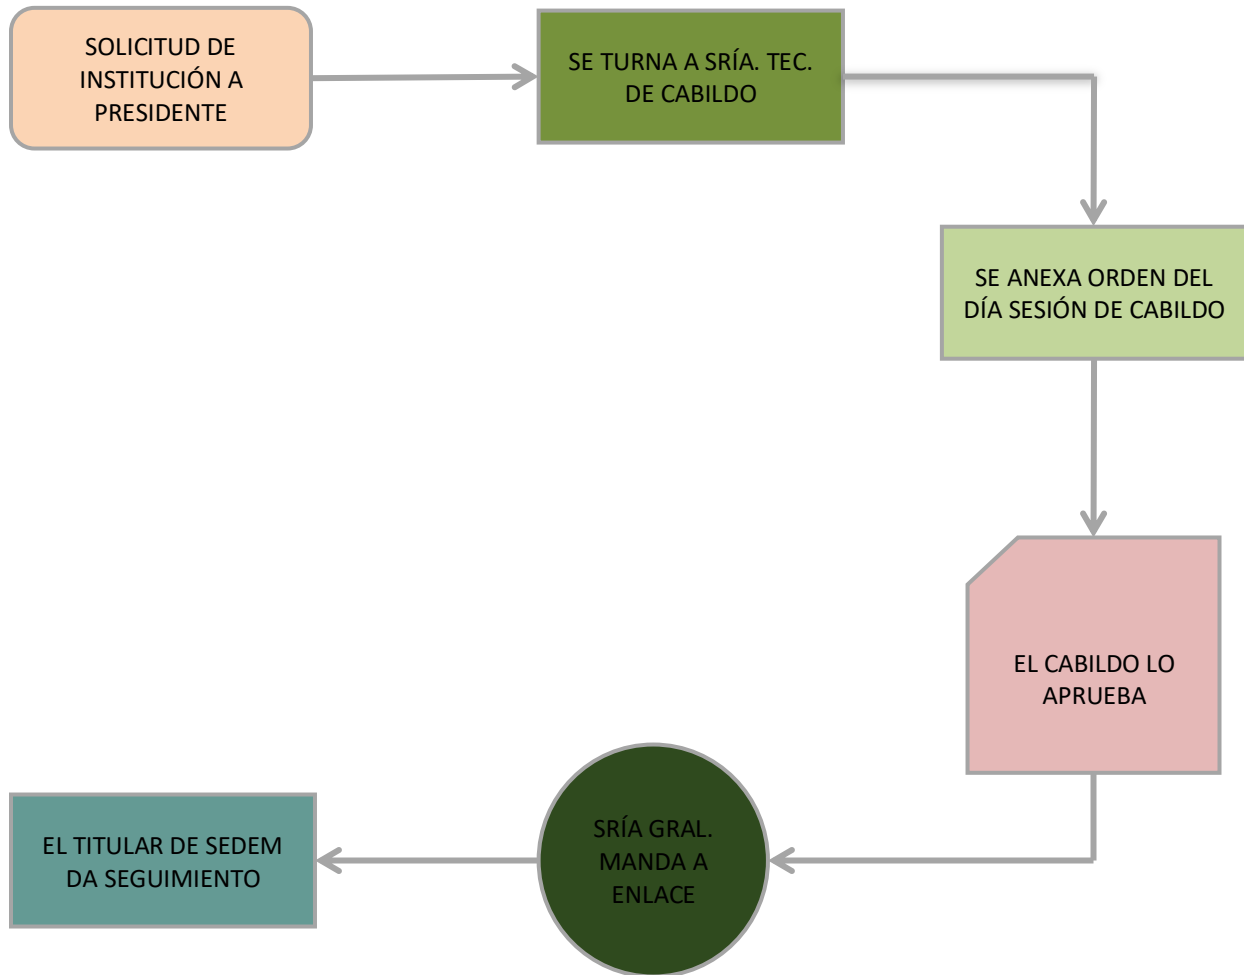 SOLICITUD DE
INSTITUCIÓN A
PRESIDENTE
SE TURNA A SRÍA. TEC.
DE CABILDO
SE ANEXA ORDEN DEL
DÍA SESIÓN DE CABILDO
EL CABILDO LO
APRUEBA
SRÍA GRAL.
MANDA A
ENLACE
EL TITULAR DE SEDEM
DA SEGUIMIENTO